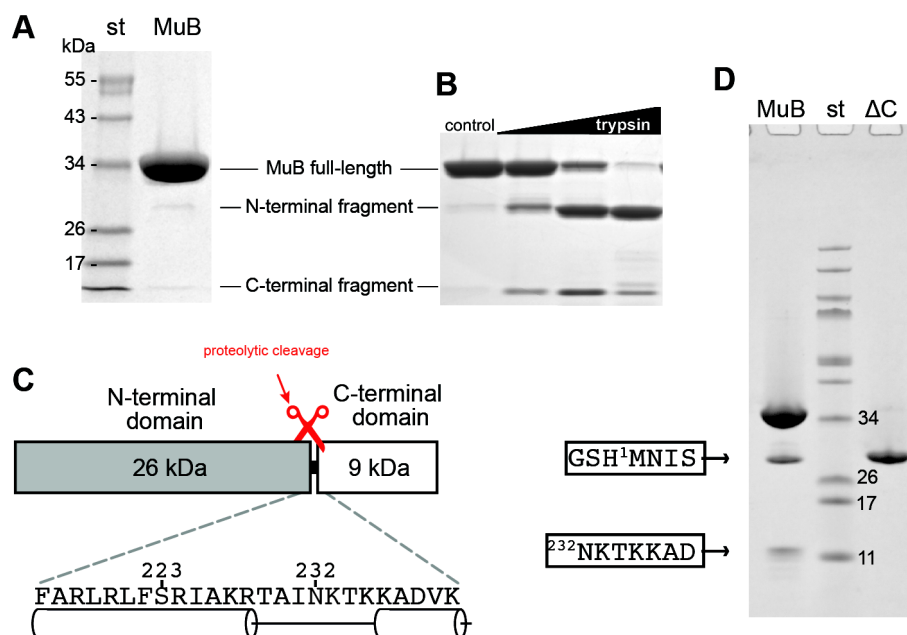 A
st MuB
kDa
55
43
34
26
17
MuB full-length
N-terminal fragment
C-terminal fragment
B
control trypsin
C
proteolytic cleavage
N-terminal domain
C-terminal domain
26 kDa
9 kDa
223 232
FARLRLFSRIAKRTAINKTKKADVK
D
MuB st ΔC
34
26
17
11
GSH¹MNIS
²³²NKTKKAD